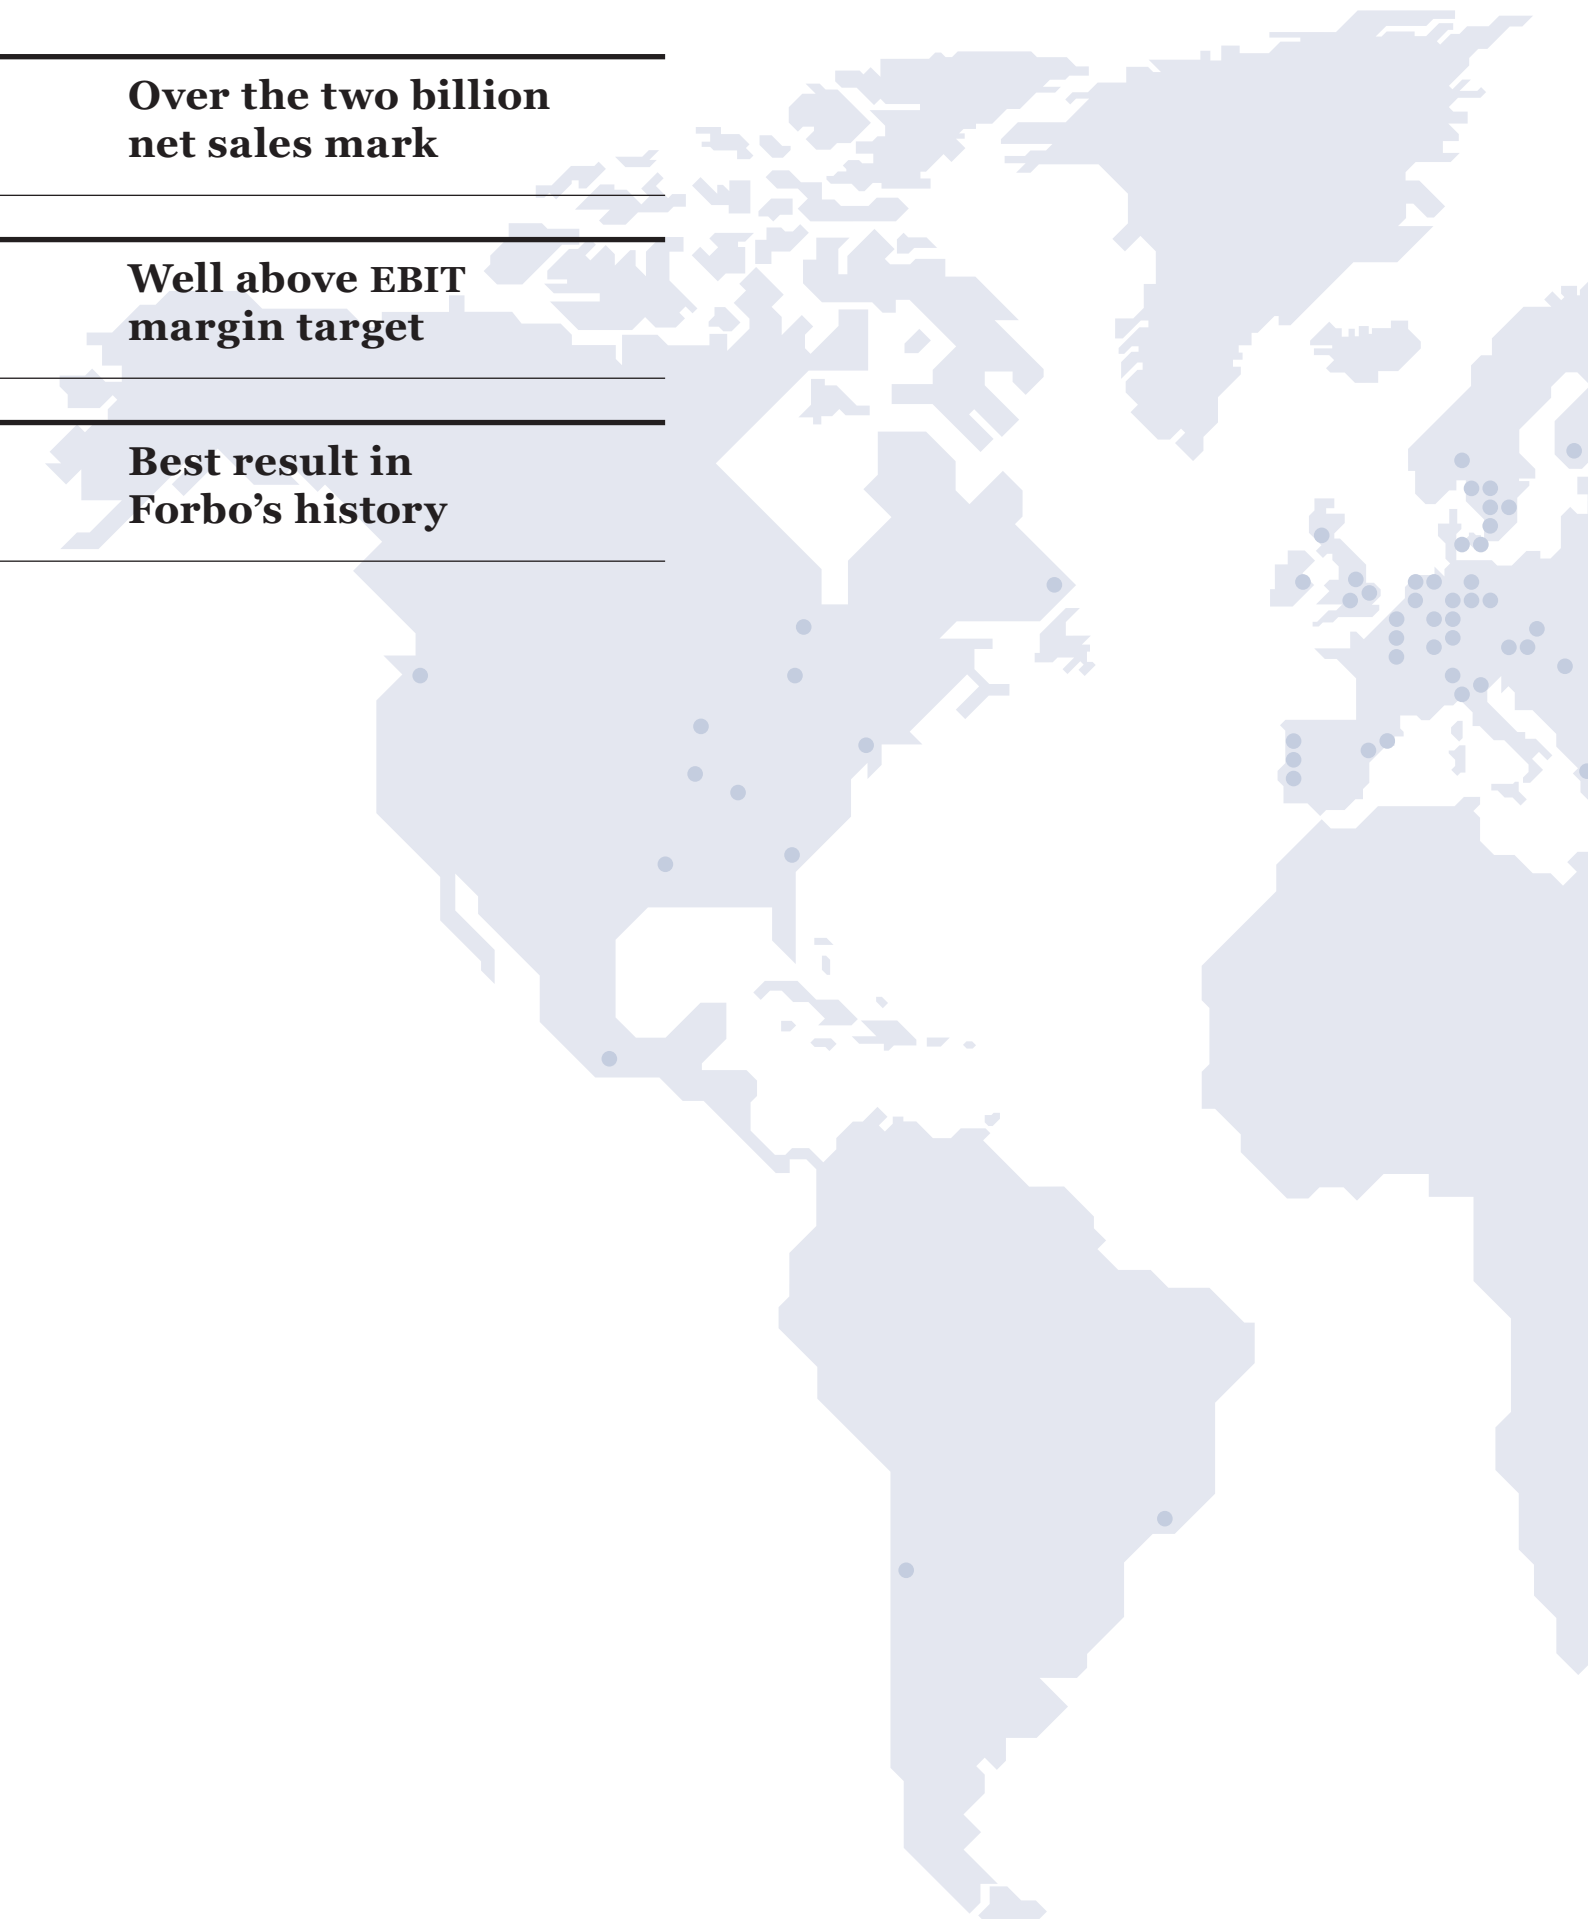 Over the two billion
net sales mark
Well above EBIT
margin target
Best result in
Forbo’s history